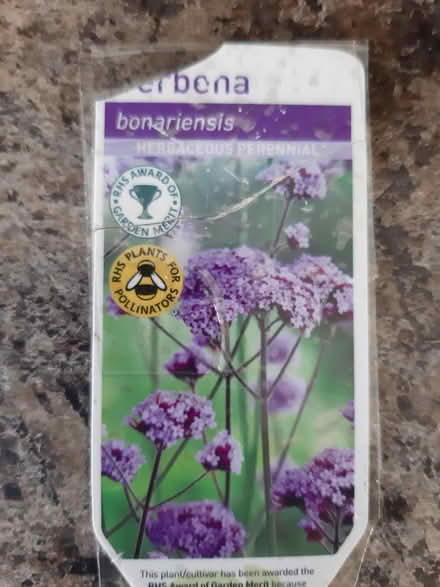 erbena
bonariensis
HERBACEOUS PERENNIAL
RHS AWARD OF
GARDEN MERIT
RHS PLANTS FOR
POLLINATORS
This plant/cultivar has been awarded the
RHS Award of Garden Merit because